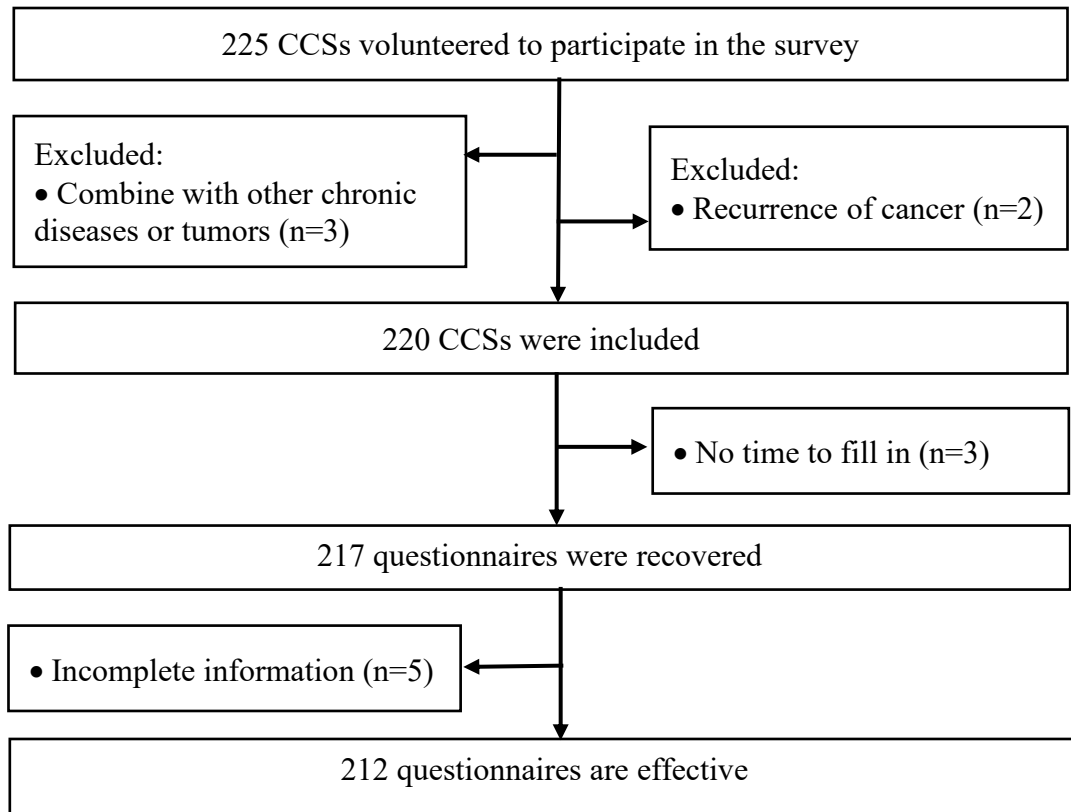 225 CCSs volunteered to participate in the survey
Excluded:
• Combine with other chronic
diseases or tumors (n=3)
Excluded:
• Recurrence of cancer (n=2)
220 CCSs were included
• No time to fill in (n=3)
217 questionnaires were recovered
• Incomplete information (n=5)
212 questionnaires are effective